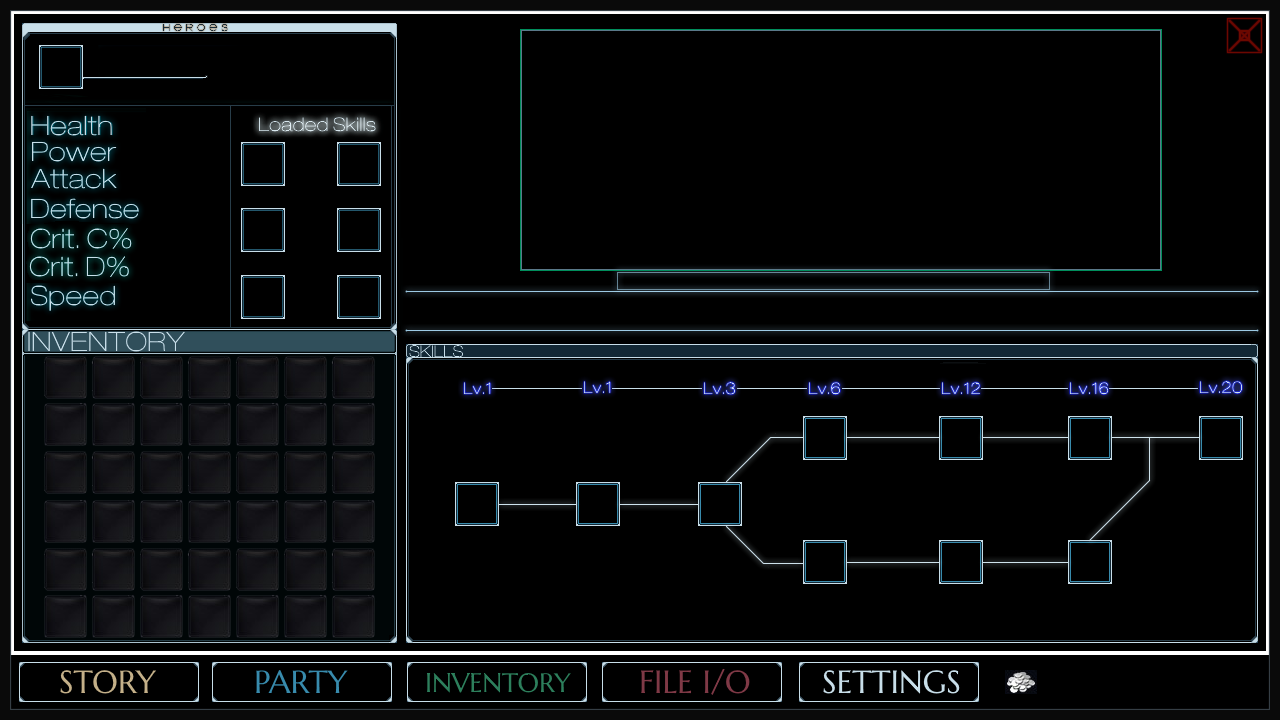 HEROES
Health
Power
Attack
Defense
Crit. C%
Crit. D%
Speed
Loaded Skills
INVENTORY
SKILLS
Lv.1 Lv.1 Lv.3 Lv.6 Lv.12 Lv.16 Lv.20
STORY PARTY INVENTORY FILE I/O SETTINGS